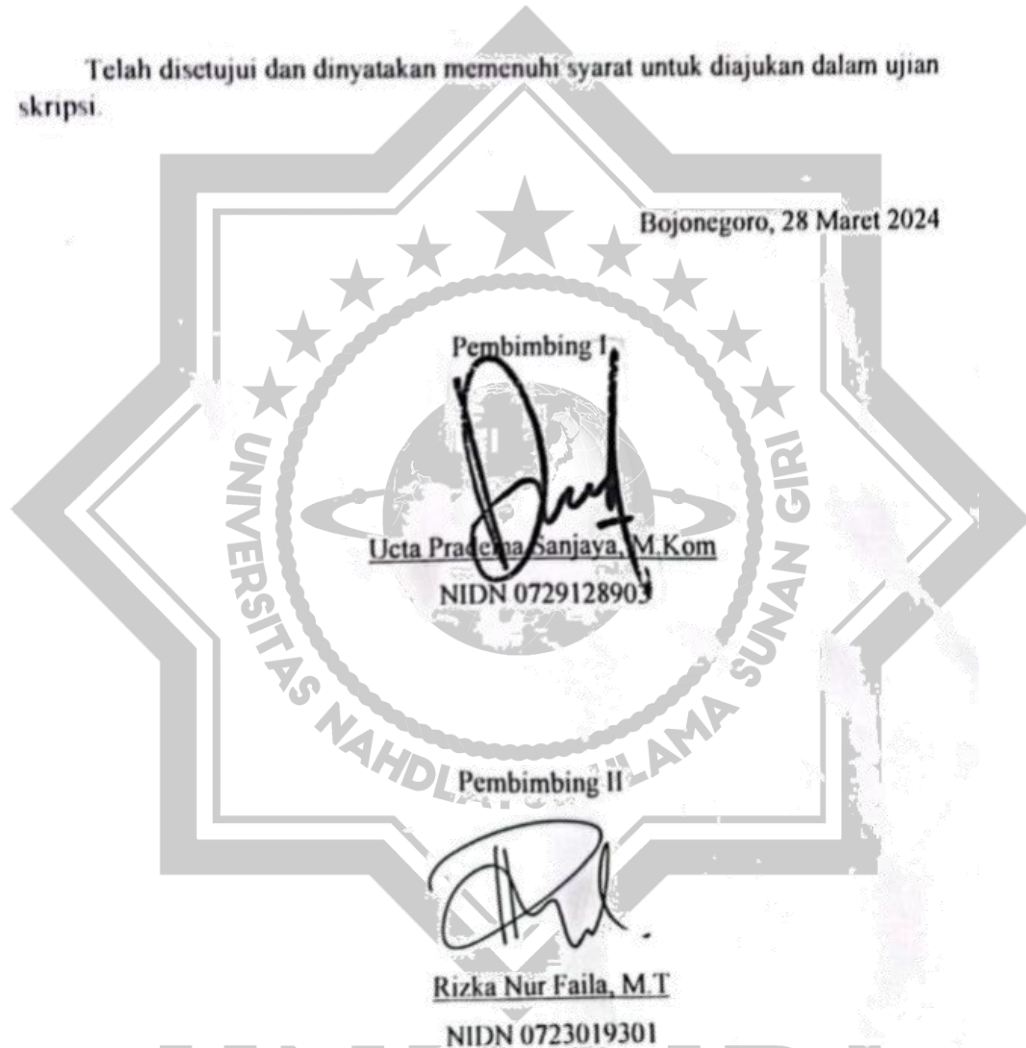 Telah disetujui dan dinyatakan memenuhi syarat untuk diajukan dalam ujian
skripsi.
Bojonegoro, 28 Maret 2024
Pembimbing I
Ucta Pradema Sanjaya, M.Kom
NIDN 0729128903
UNIVERSITAS NAHDLATUL ULAMA SUNAN GIRI
Pembimbing II
Rizka Nur Faila, M.T
NIDN 0723019301